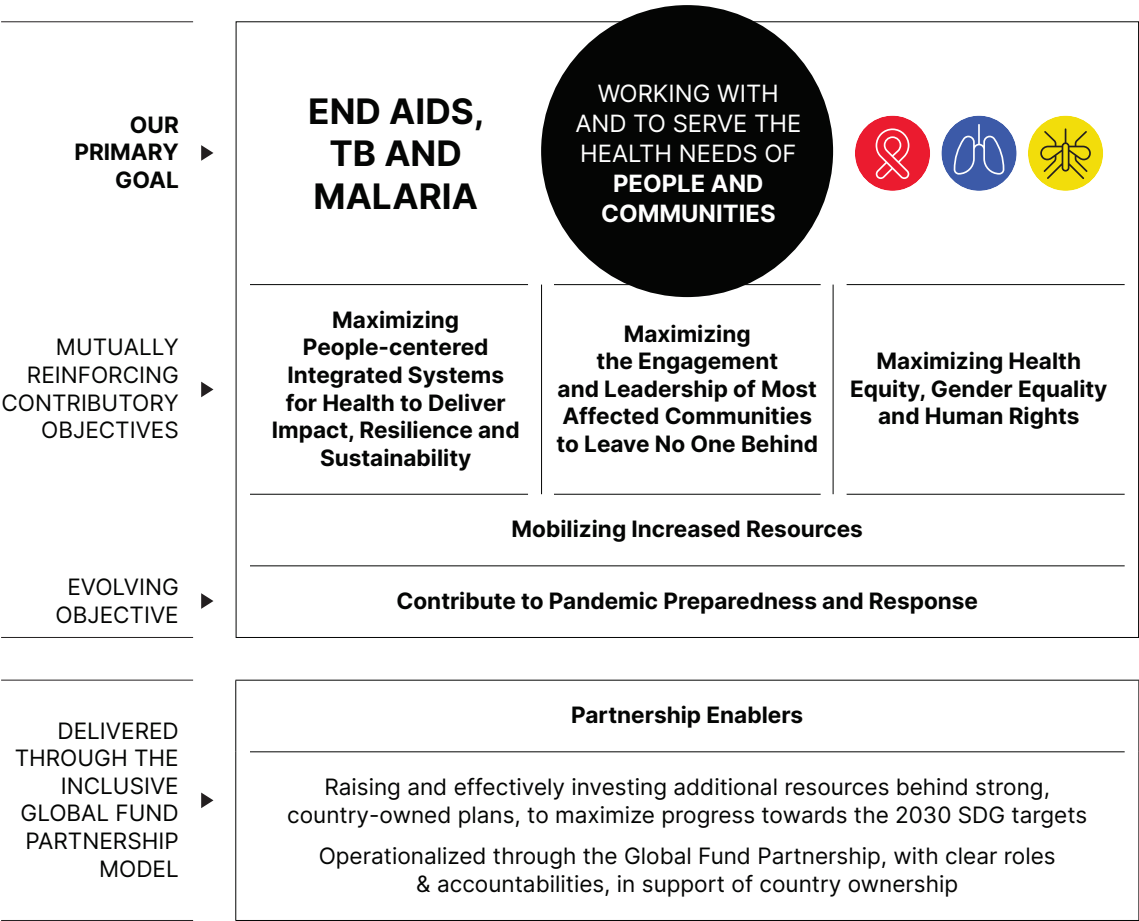 OUR
PRIMARY
GOAL
END AIDS,
TB AND
MALARIA
WORKING WITH
AND TO SERVE THE
HEALTH NEEDS OF
PEOPLE AND
COMMUNITIES
MUTUALLY
REINFORCING
CONTRIBUTORY
OBJECTIVES
Maximizing
People-centered
Integrated Systems
for Health to Deliver
Impact, Resilience and
Sustainability
Maximizing
the Engagement
and Leadership of Most
Affected Communities
to Leave No One Behind
Maximizing Health
Equity, Gender Equality
and Human Rights
Mobilizing Increased Resources
EVOLVING
OBJECTIVE
Contribute to Pandemic Preparedness and Response
DELIVERED
THROUGH THE
INCLUSIVE
GLOBAL FUND
PARTNERSHIP
MODEL
Partnership Enablers
Raising and effectively investing additional resources behind strong,
country-owned plans, to maximize progress towards the 2030 SDG targets
Operationalized through the Global Fund Partnership, with clear roles
& accountabilities, in support of country ownership